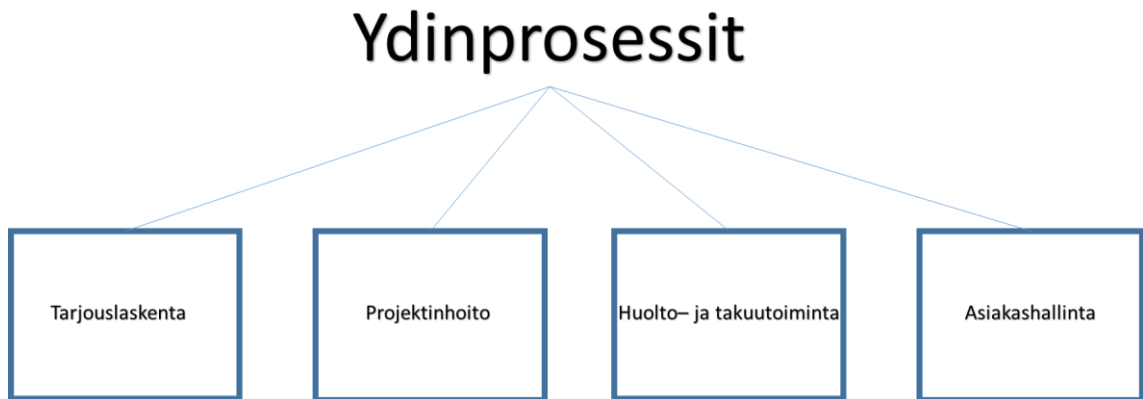 Ydinprosessit
Tarjouslaskenta
Projektinhoito
Huolto– ja takuutoiminta
Asiakashallinta